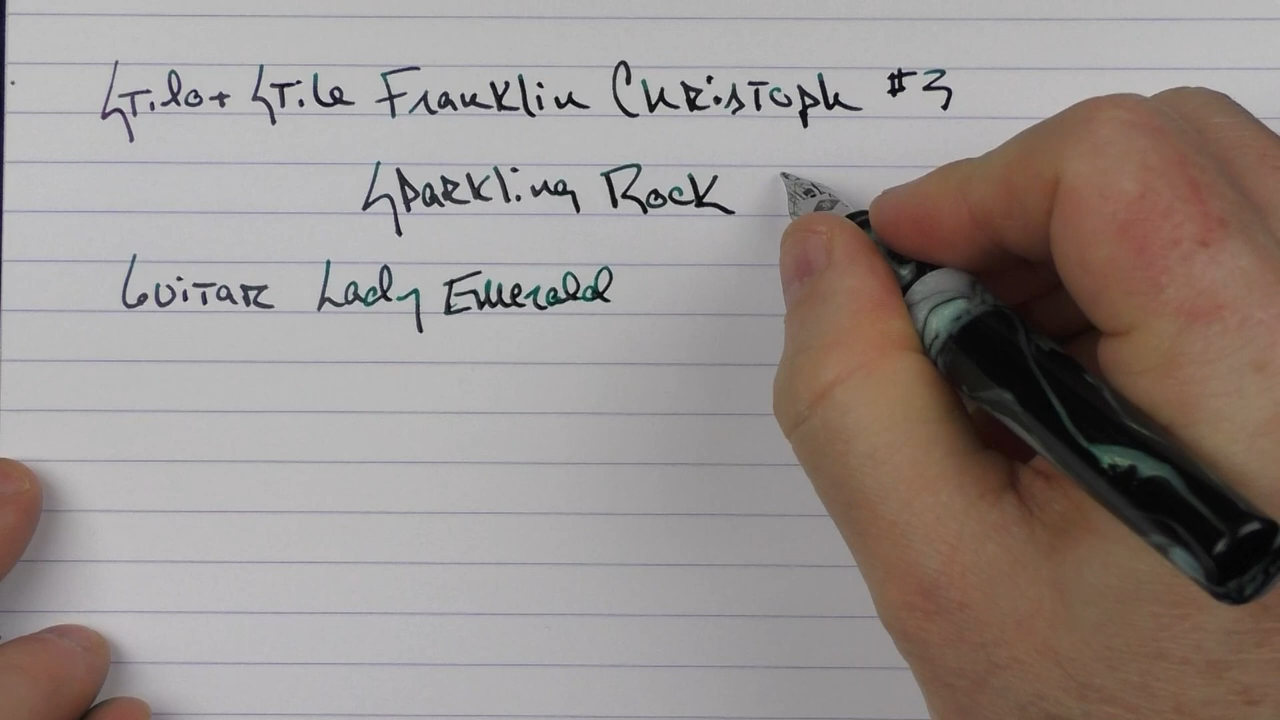 Stilo + Stile Franklin Christoph #3
Sparkling Rock
Guitar Lady Emerald